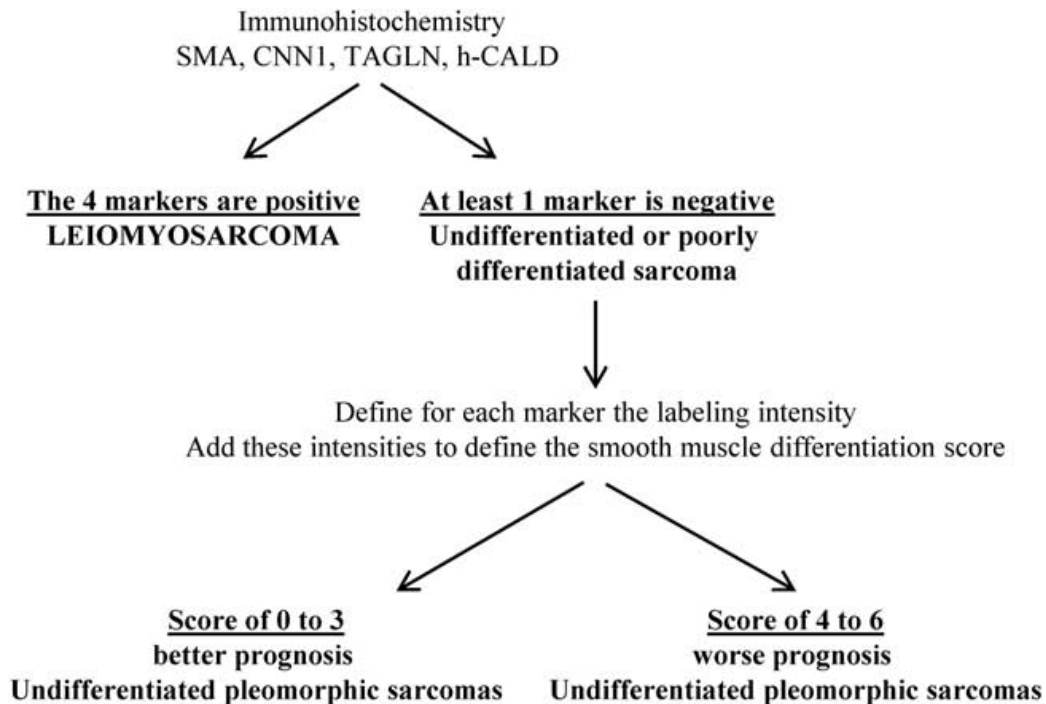 Immunohistochemistry
SMA, CNN1, TAGLN, h-CALD
The 4 markers are positive
LEIOMYOSARCOMA
At least 1 marker is negative
Undifferentiated or poorly
differentiated sarcoma
Define for each marker the labeling intensity
Add these intensities to define the smooth muscle differentiation score
Score of 0 to 3
better prognosis
Undifferentiated pleomorphic sarcomas
Score of 4 to 6
worse prognosis
Undifferentiated pleomorphic sarcomas